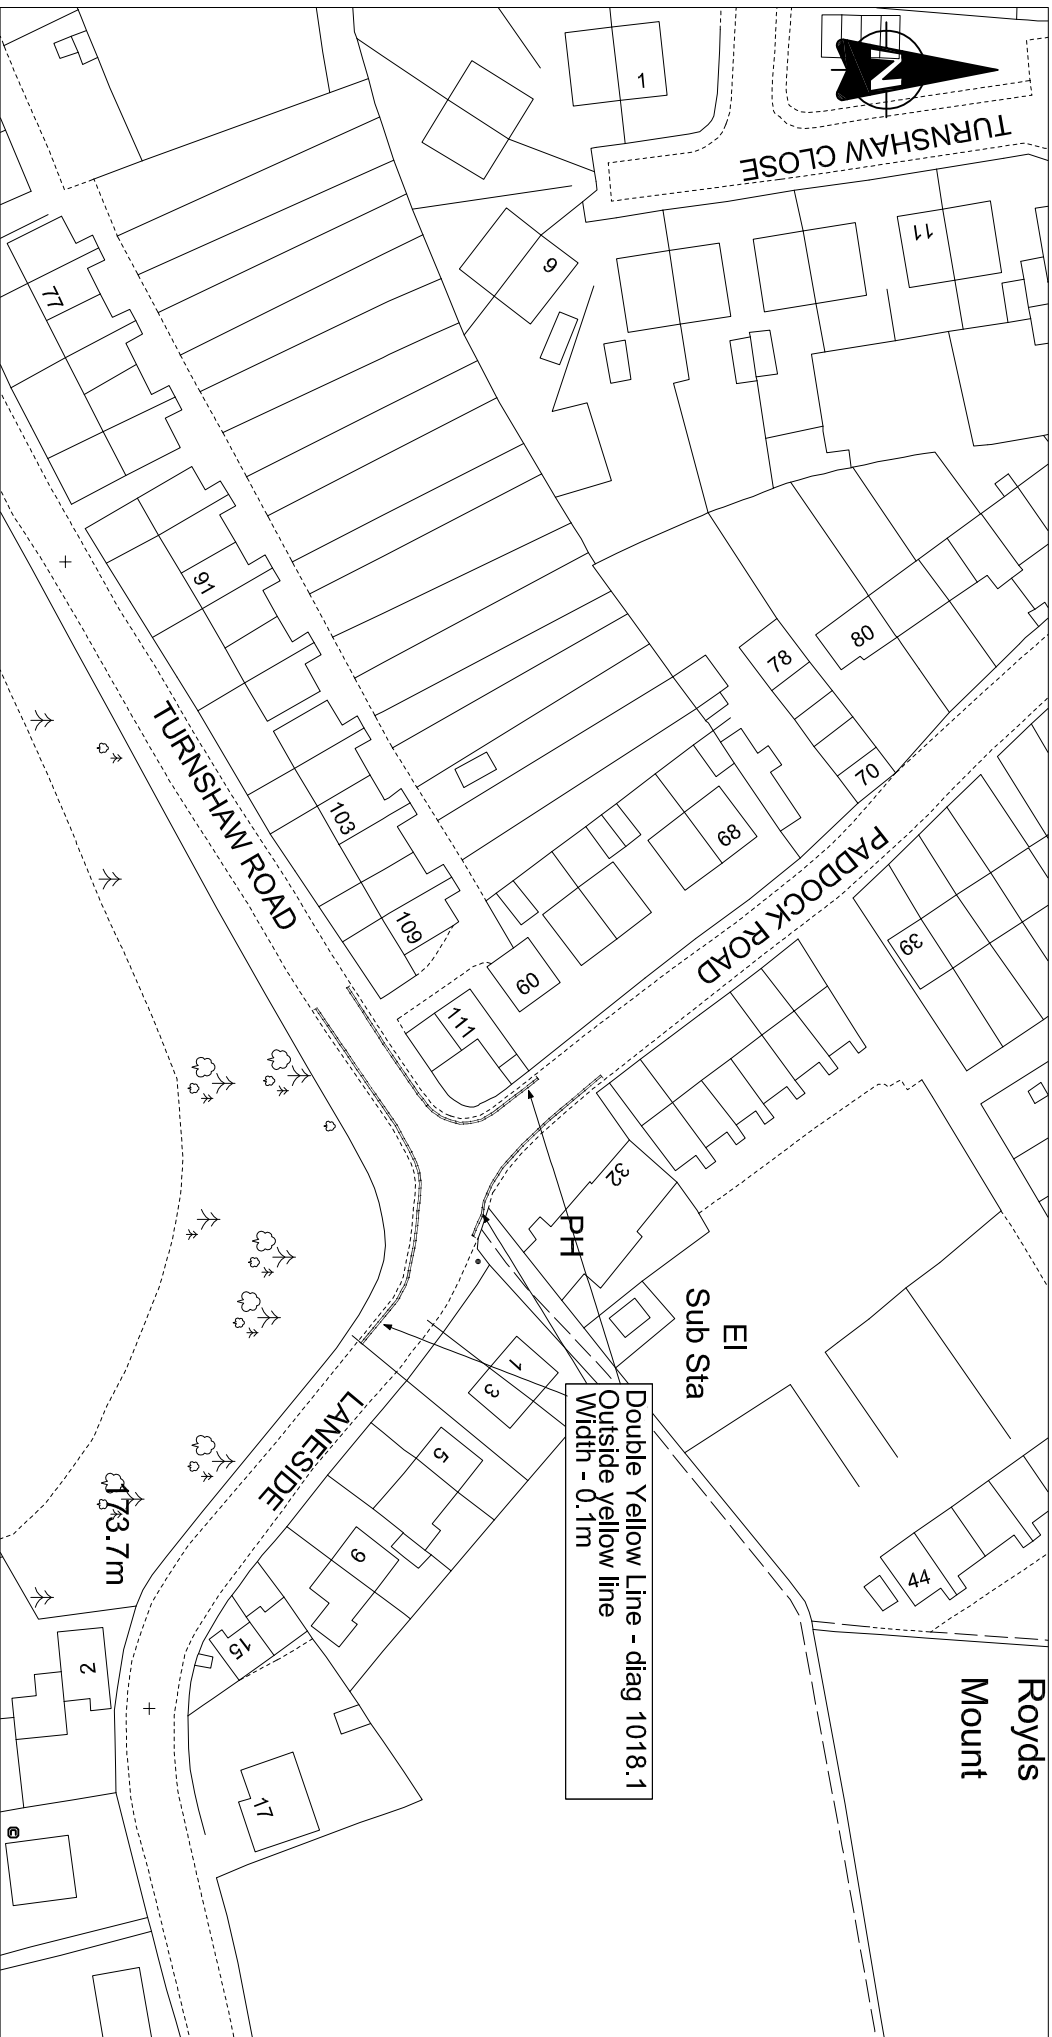 N
TURNSHAW CLOSE
1
11
9
77
91
78
80
70
TURNSHAW ROAD
103
68
PADDOCK ROAD
109
39
60
111
32
PH
El
Sub Sta
1
3
Double Yellow Line - diag 1018.1
Outside yellow line
Width - 0.1m
LANESIDE
5
9
173.7m
44
15
2
Royds
Mount
17